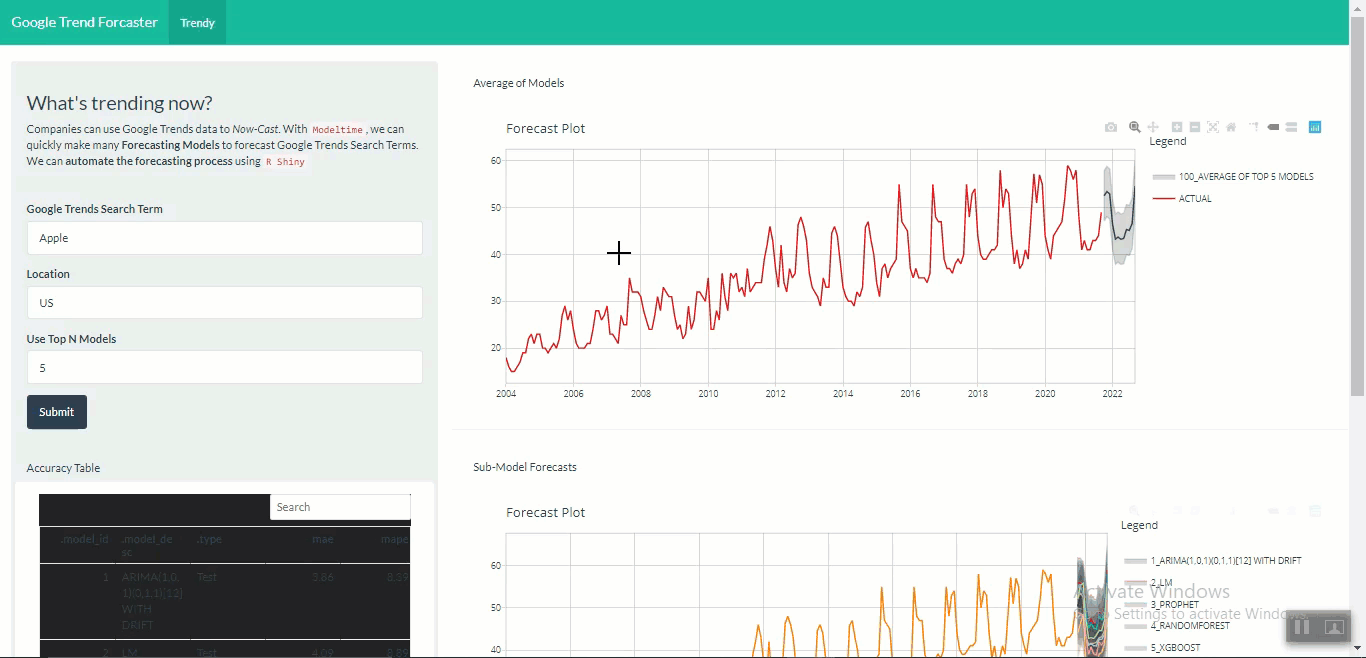 Google Trend Forcaster
Trendy
What's trending now?
Companies can use Google Trends data to Now-Cast. With Modeltime, we can
quickly make many Forecasting Models to forecast Google Trends Search Terms.
We can automate the forecasting process using R Shiny
Google Trends Search Term
Apple
Location
US
Use Top N Models
5
Submit
Accuracy Table
Search
.model_id .model_de .type mae mape
sc
1 ARIMA(1,0, Test 3.86 8.59
1)(0,1,1)[12]
WITH
DRIFT
2 LM Test 4.09 8.89
Average of Models
Forecast Plot
Legend
100_AVERAGE OF TOP 5 MODELS
ACTUAL
60
50
40
30
20
2004 2006 2008 2010 2012 2014 2016 2018 2020 2022
Sub-Model Forecasts
Forecast Plot
Legend
1_ARIMA(1,0,1)(0,1,1)[12] WITH DRIFT
2_LM
3_PROPHET
4_RANDOMFOREST
5_XGBOOST
60
50
40
Activate Windows
Go to Settings to activate Windows.